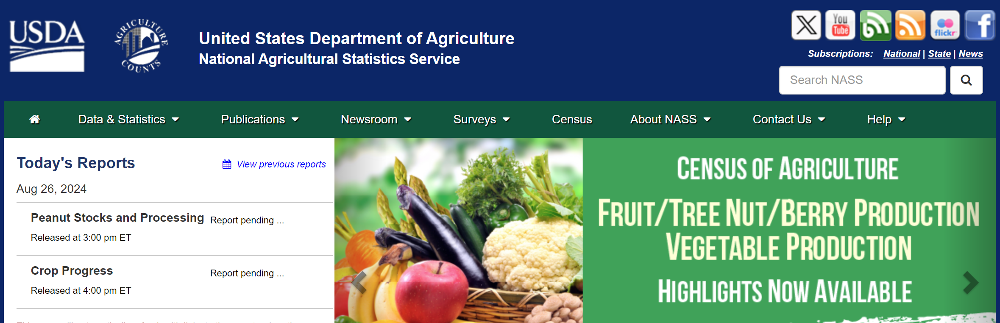 USDA
AGRICULTURE
COUNTS
United States Department of Agriculture
National Agricultural Statistics Service
X
You
Tube
flickr
f
Subscriptions: National | State | News
Search NASS
Data & Statistics
Publications
Newsroom
Surveys
Census
About NASS
Contact Us
Help
Today's Reports
View previous reports
Aug 26, 2024
Peanut Stocks and Processing
Report pending ...
Released at 3:00 pm ET
Crop Progress
Report pending ...
Released at 4:00 pm ET
CENSUS OF AGRICULTURE
FRUIT/TREE NUT/BERRY PRODUCTION
VEGETABLE PRODUCTION
HIGHLIGHTS NOW AVAILABLE